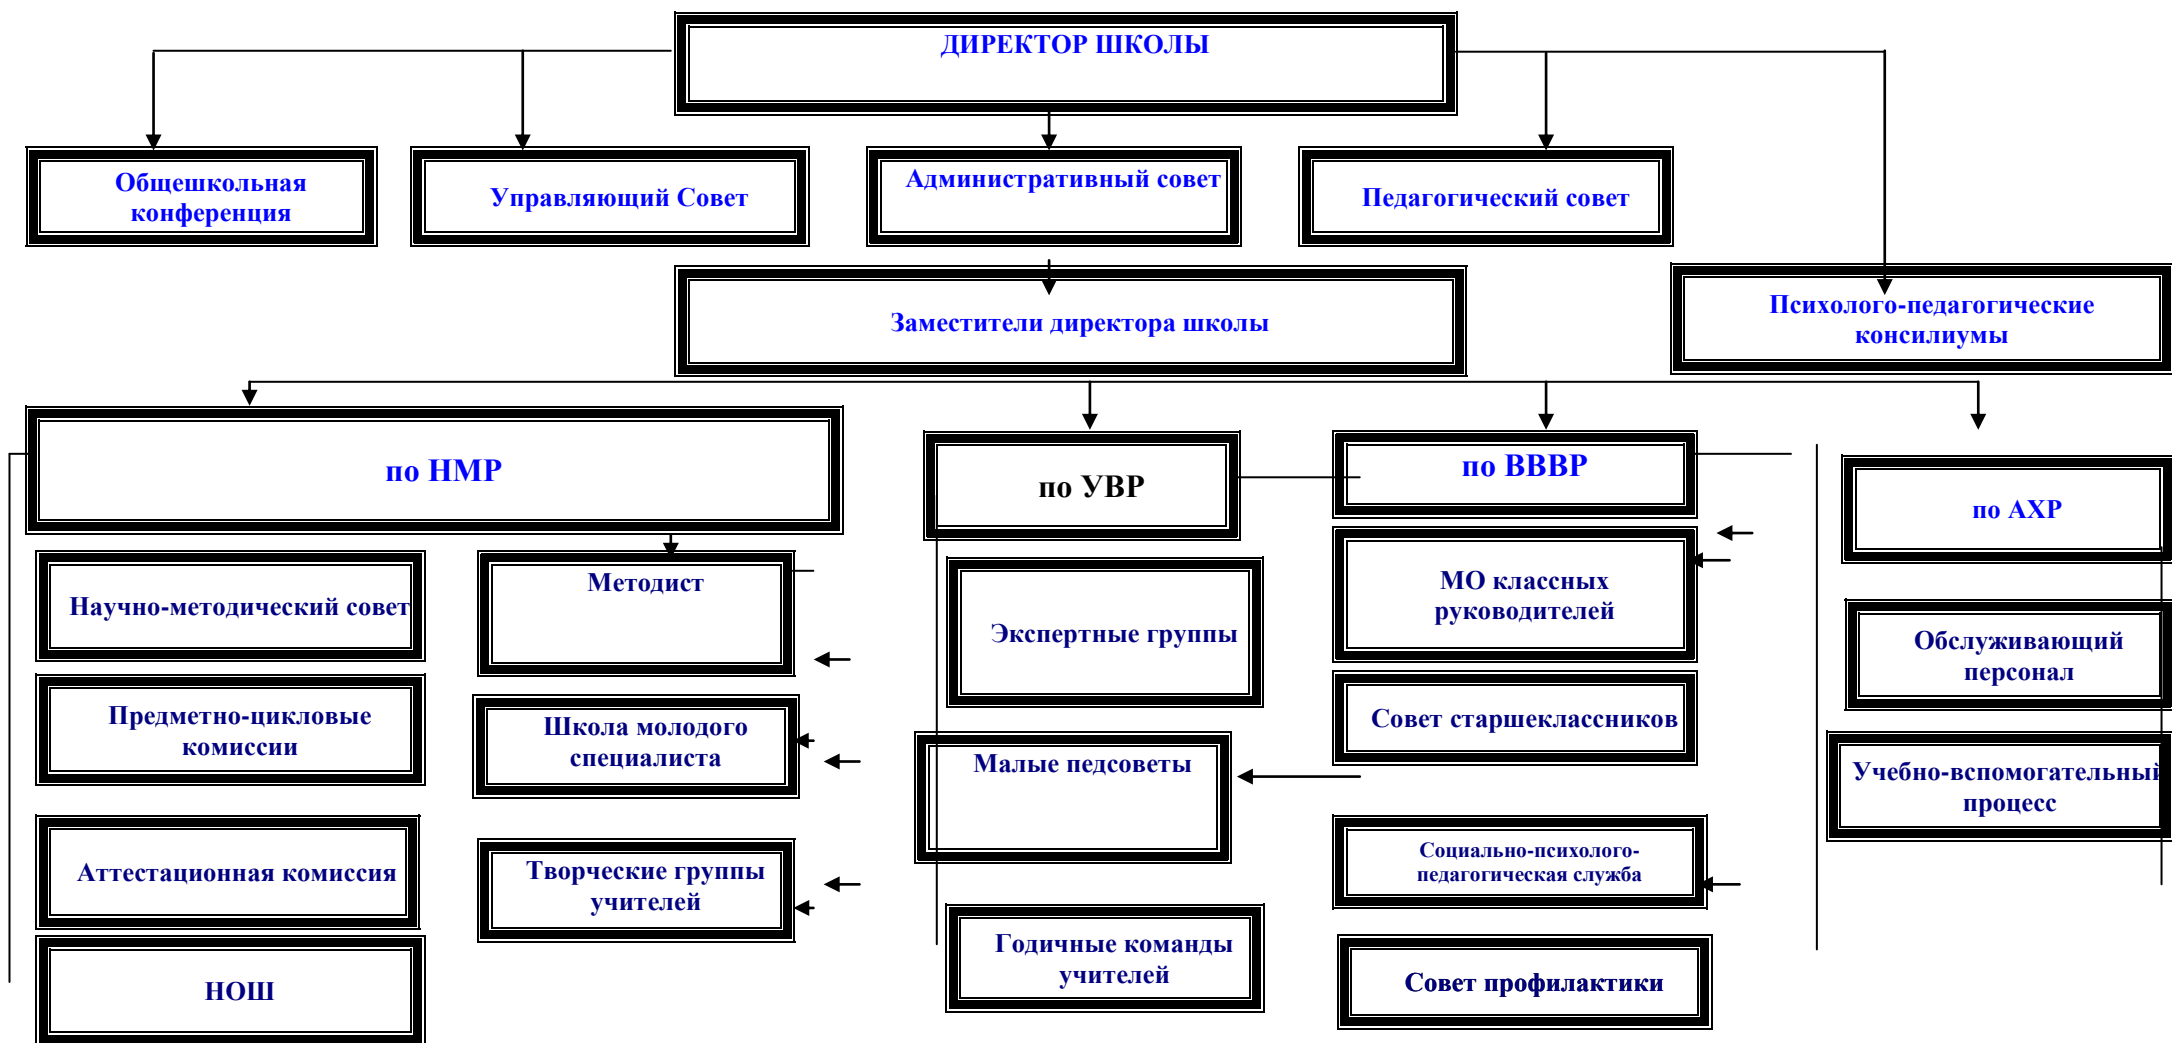 ДИРЕКТОР ШКОЛЫ
Общешкольная
конференция
Управляющий Совет
Административный совет
Педагогический совет
Заместители директора школы
Психолого-педагогические
консилиумы
по НМР
по УВР
по ВВВР
по АХР
Научно-методический совет
Методист
Экспертные группы
МО классных
руководителей
Обслуживающий
персонал
Предметно-цикловые
комиссии
Школа молодого
специалиста
Малые педсоветы
Совет старшеклассников
Учебно-вспомогательный
процесс
Аттестационная комиссия
Творческие группы
учителей
Социально-психолого-
педагогическая служба
НОШ
Годичные команды
учителей
Совет профилактики